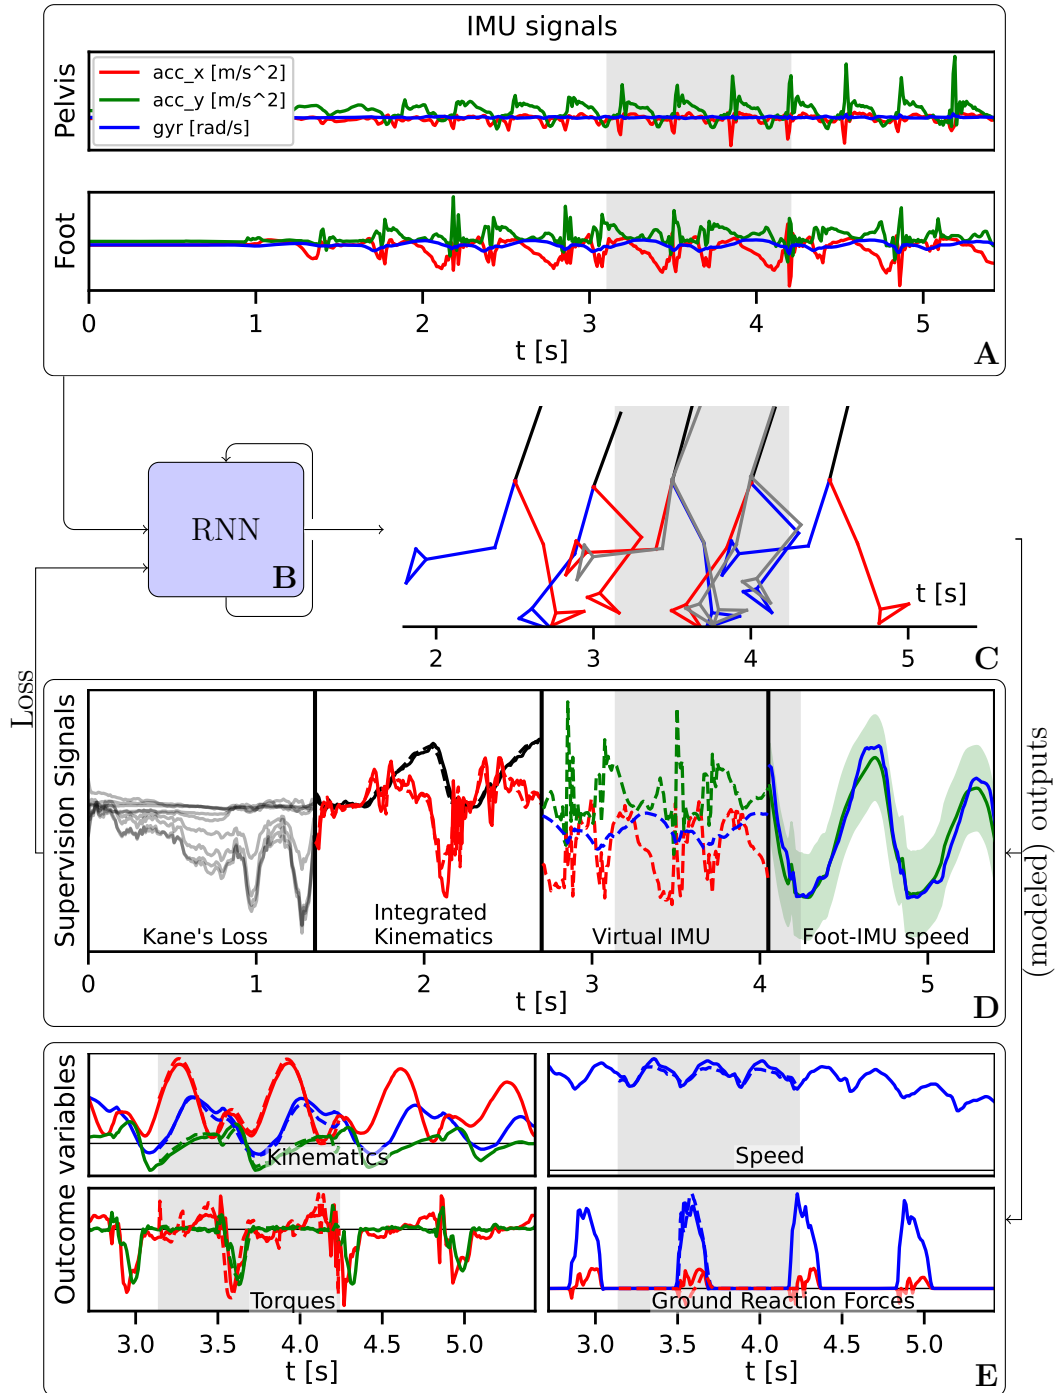 IMU signals
Pelvis
acc_x [m/s^2]
acc_y [m/s^2]
gyr [rad/s]
Foot
0 1 2 3 4 5
t [s]
A
RNN
B
t [s]
2 3 4 5
C
Loss
(modeled) outputs
Supervision Signals
Kane's Loss
Integrated
Kinematics
Virtual IMU
Foot-IMU speed
0 1 2 3 4 5
t [s]
D
Outcome variables
Kinematics
Speed
Torques
Ground Reaction Forces
3.0 3.5 4.0 4.5 5.0
3.0 3.5 4.0 4.5 5.0
t [s]
t [s]
E